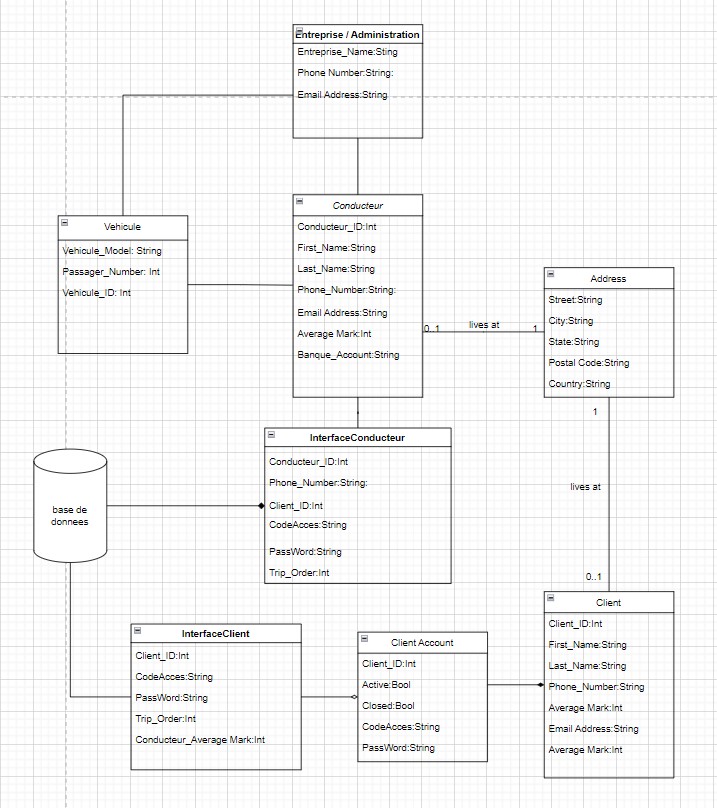 Entreprise / Administration
Entreprise_Name:Sting
Phone Number:String:
Email Address:String
Vehicule
Vehicule_Model: String
Passager_Number: Int
Vehicule_ID: Int
Conducteur
Conducteur_ID:Int
First_Name:String
Last_Name:String
Phone_Number:String:
Email Address:String
Average Mark:Int
Banque_Account:String
0..1
lives at
1
Address
Street:String
City:String
State:String
Postal Code:String
Country:String
1
lives at
0..1
InterfaceConducteur
Conducteur_ID:Int
Phone_Number:String:
Client_ID:Int
CodeAcces:String
PassWord:String
Trip_Order:Int
base de
donnees
InterfaceClient
Client_ID:Int
CodeAcces:String
PassWord:String
Trip_Order:Int
Conducteur_Average Mark:Int
Client Account
Client_ID:Int
Active:Bool
Closed:Bool
CodeAcces:String
PassWord:String
Client
Client_ID:Int
First_Name:String
Last_Name:String
Phone_Number:String
Average Mark:Int
Email Address:String
Average Mark:Int